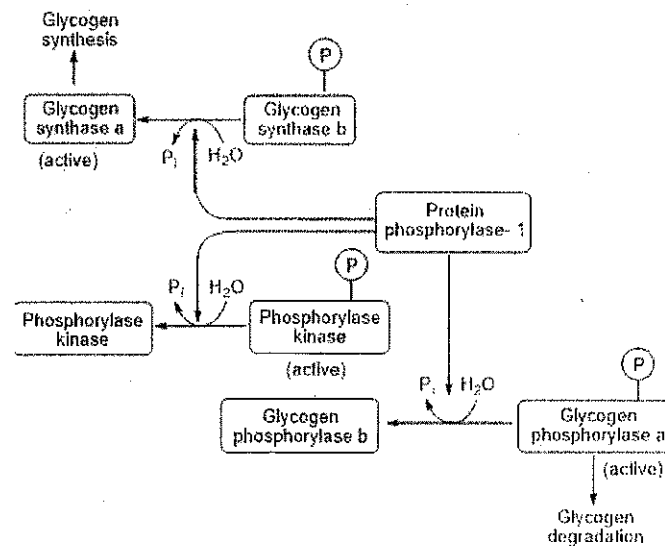 Glycogen
synthesis
P
Glycogen
synthase a
Glycogen
synthase b
(active)
Pi
H2O
Protein
phosphorylase- 1
P
Pi
H2O
Phosphorylase
kinase
Phosphorylase
kinase
(active)
P
Pi
H2O
Glycogen
phosphorylase b
Glycogen
phosphorylase a
(active)
Glycogen
degradation